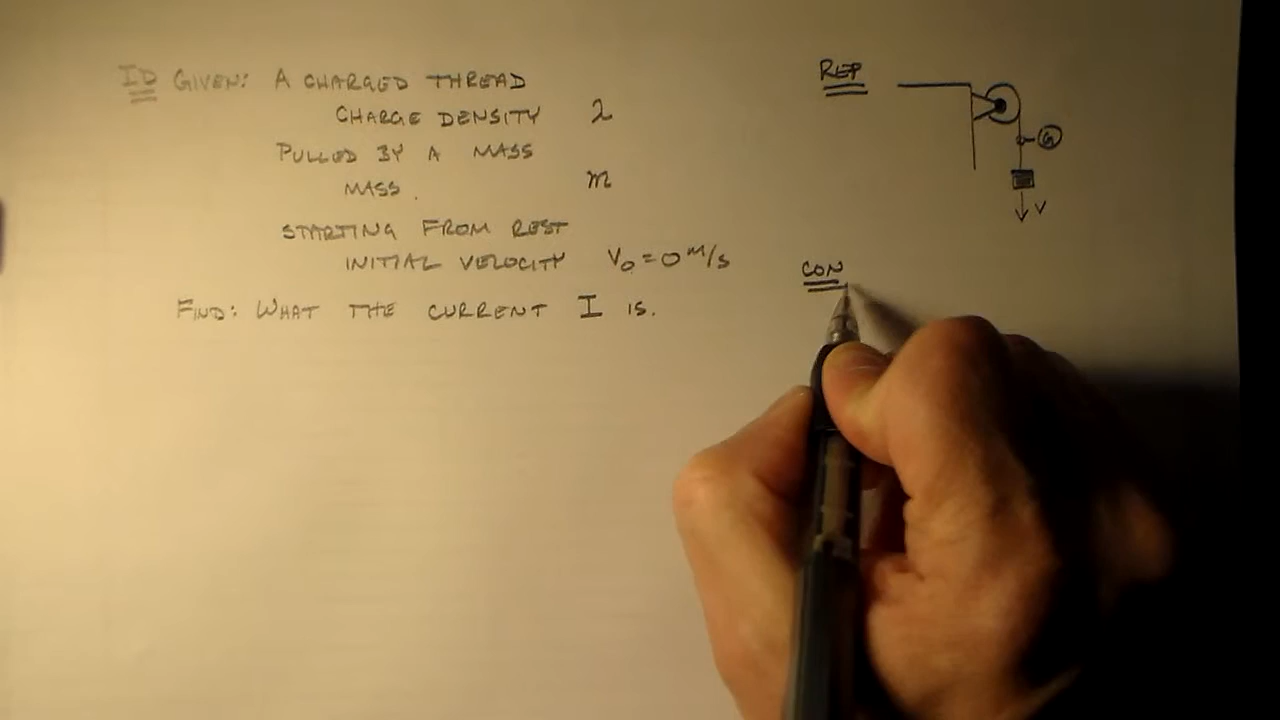 ID GIVEN: A CHARGED THREAD
CHARGE DENSITY λ
PULLED BY A MASS
MASS. m
STARTING FROM REST
INITIAL VELOCITY V₀ = 0 m/s
FIND: WHAT THE CURRENT I IS.
REP
G
V
CON